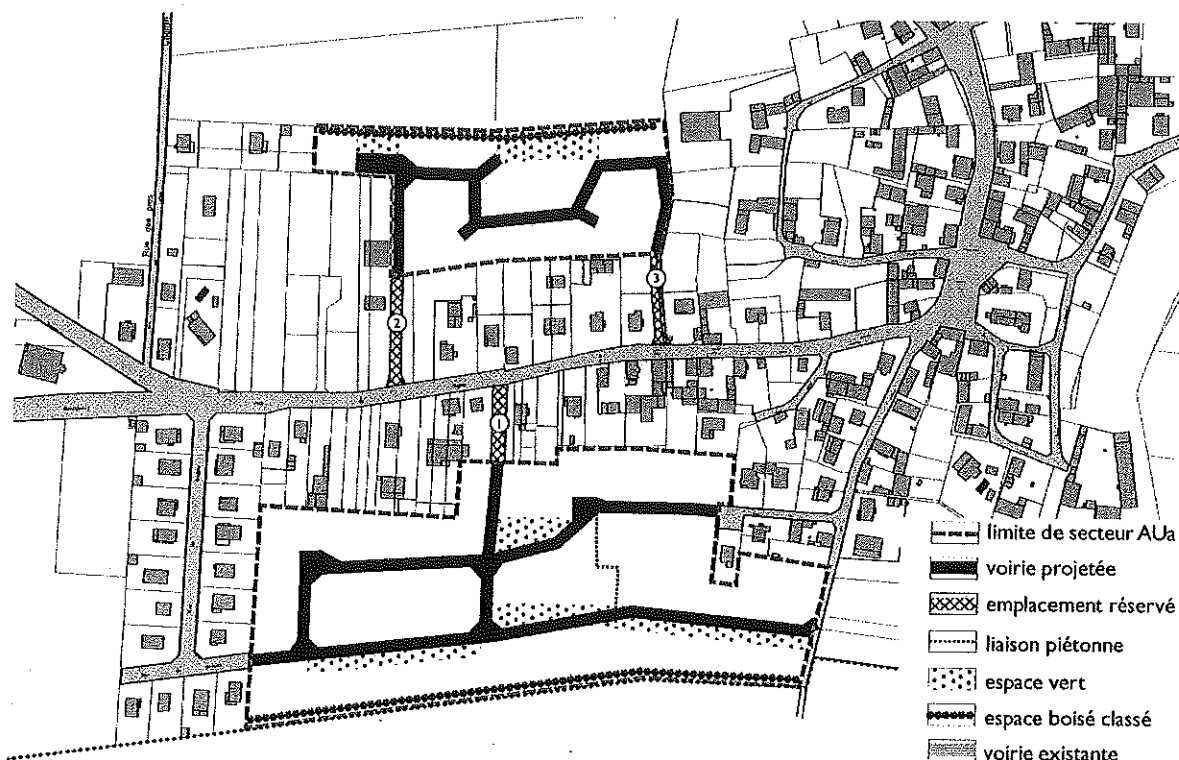 2
3
1
limite de secteur AUa
voirie projetée
emplacement réservé
liaison piétonne
espace vert
espace boisé classé
voirie existante